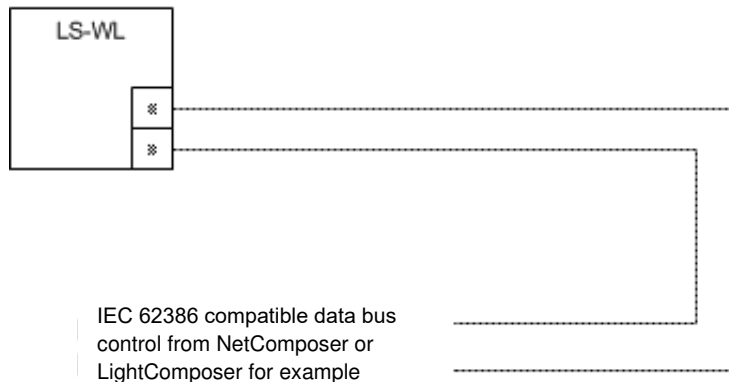 LS-WL
IEC 62386 compatible data bus
control from NetComposer or
LightComposer for example